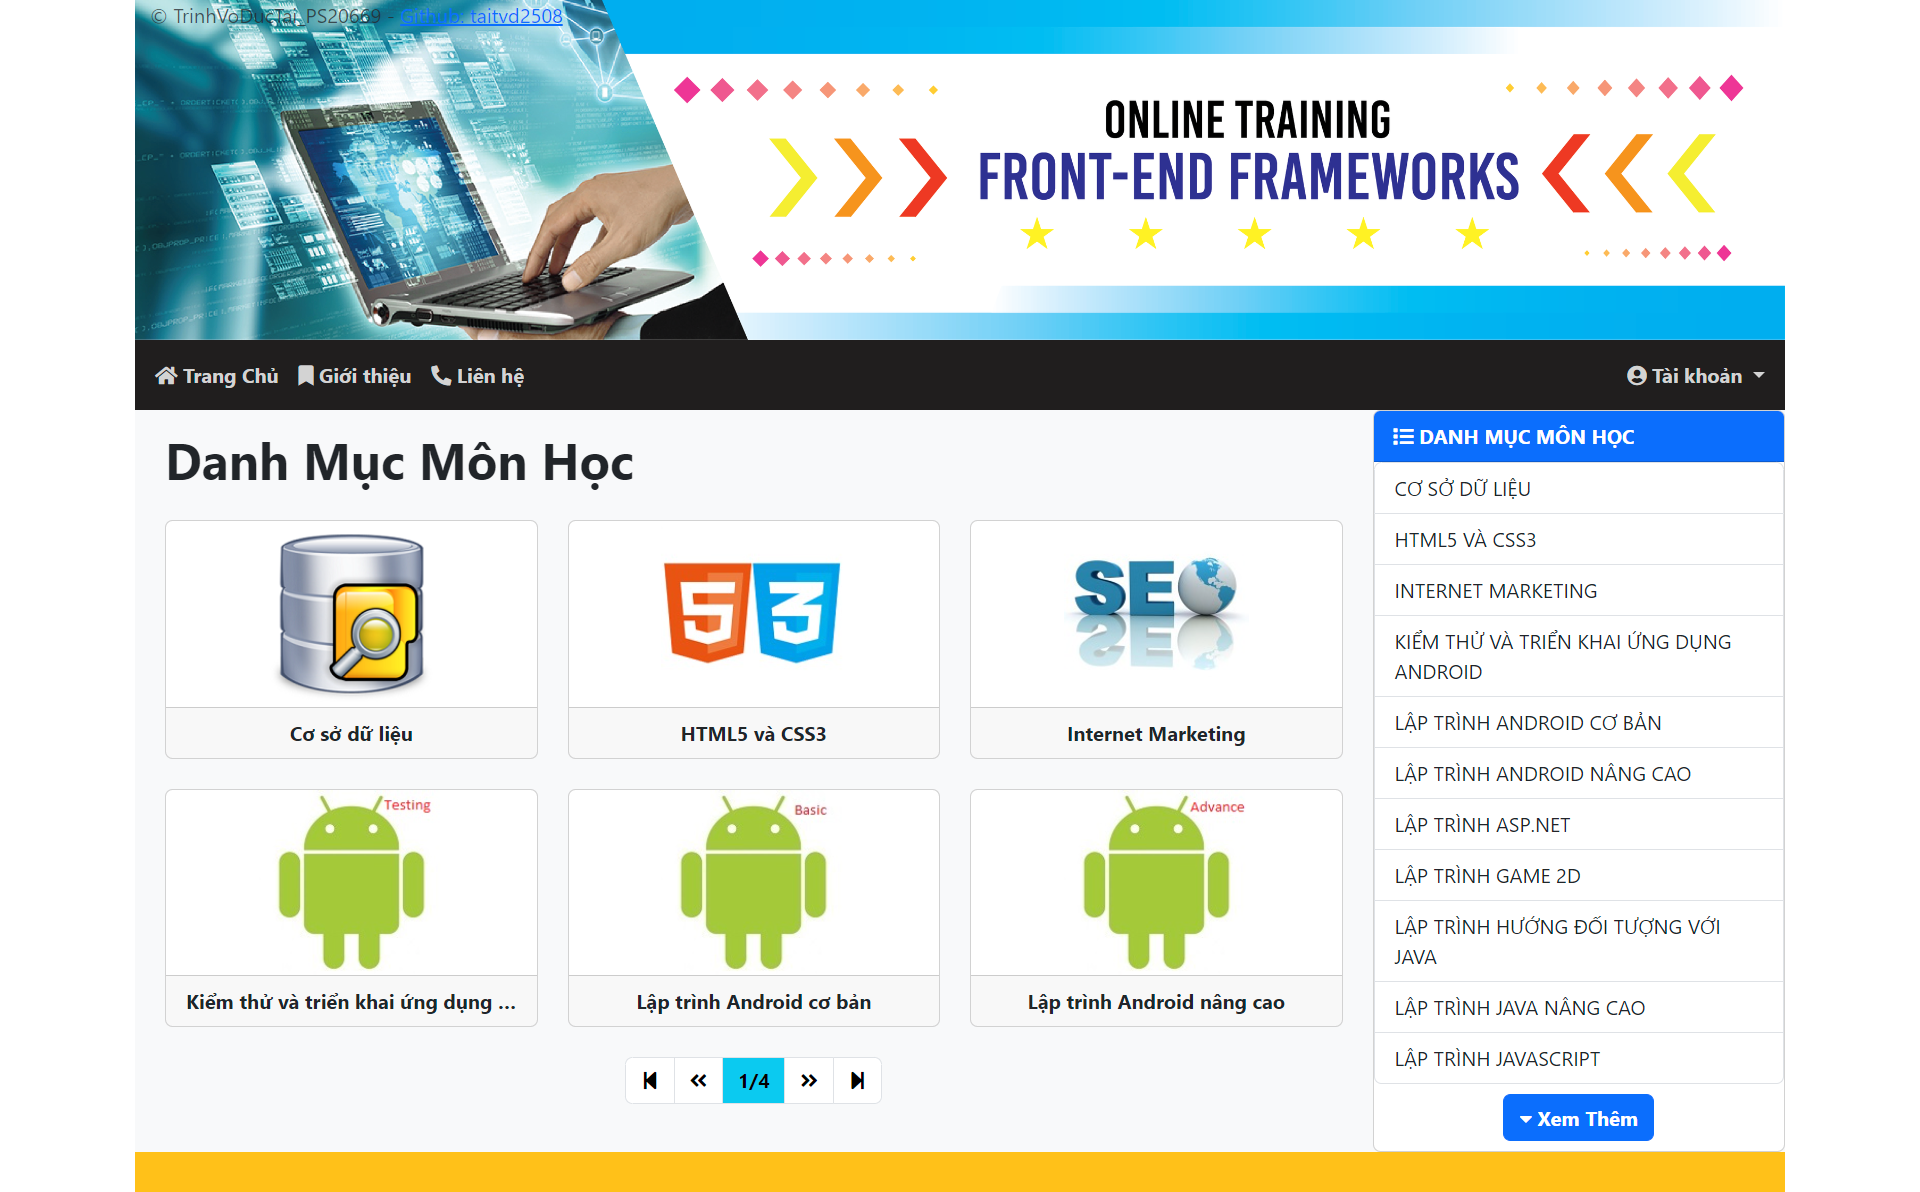 © TrinhVoDucTai_PS20669 - Github: taitvd2508
ONLINE TRAINING
FRONT-END FRAMEWORKS
Trang Chủ
Giới thiệu
Liên hệ
Tài khoản
Danh Mục Môn Học
Cơ sở dữ liệu
5 3
HTML5 và CSS3
SEO
Internet Marketing
Testing
Kiểm thử và triển khai ứng dụng ...
Basic
Lập trình Android cơ bản
Advance
Lập trình Android nâng cao
1/4
DANH MỤC MÔN HỌC
CƠ SỞ DỮ LIỆU
HTML5 VÀ CSS3
INTERNET MARKETING
KIỂM THỬ VÀ TRIỂN KHAI ỨNG DỤNG
ANDROID
LẬP TRÌNH ANDROID CƠ BẢN
LẬP TRÌNH ANDROID NÂNG CAO
LẬP TRÌNH ASP.NET
LẬP TRÌNH GAME 2D
LẬP TRÌNH HƯỚNG ĐỐI TƯỢNG VỚI
JAVA
LẬP TRÌNH JAVA NÂNG CAO
LẬP TRÌNH JAVASCRIPT
Xem Thêm